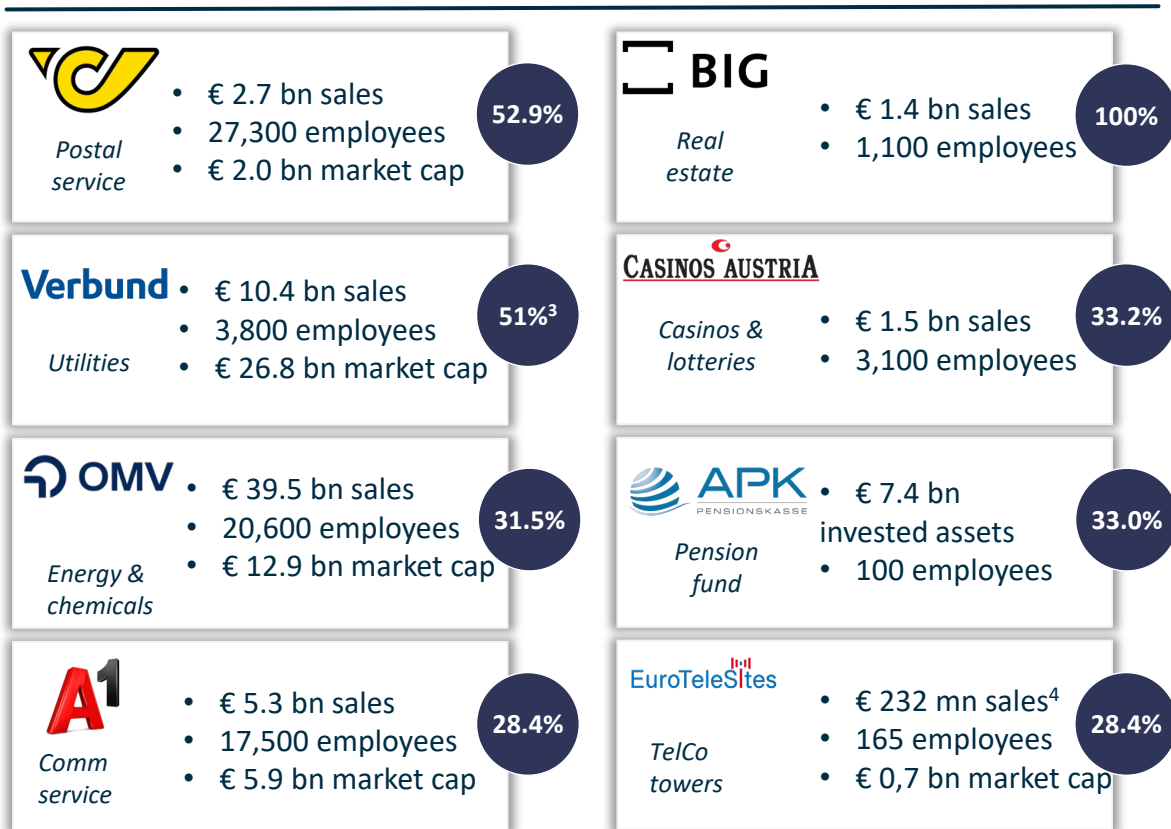 Postal
service
• € 2.7 bn sales
• 27,300 employees
• € 2.0 bn market cap
52.9%
BIG
Real
estate
• € 1.4 bn sales
• 1,100 employees
100%
Verbund
Utilities
• € 10.4 bn sales
• 3,800 employees
• € 26.8 bn market cap
51%³
CASINOS AUSTRIA
Casinos &
lotteries
• € 1.5 bn sales
• 3,100 employees
33.2%
OMV
Energy &
chemicals
• € 39.5 bn sales
• 20,600 employees
• € 12.9 bn market cap
31.5%
APK
PENSIONSKASSE
Pension
fund
• € 7.4 bn
invested assets
• 100 employees
33.0%
A1
Comm
service
• € 5.3 bn sales
• 17,500 employees
• € 5.9 bn market cap
28.4%
EuroTeleSites
TelCo
towers
• € 232 mn sales⁴
• 165 employees
• € 0,7 bn market cap
28.4%